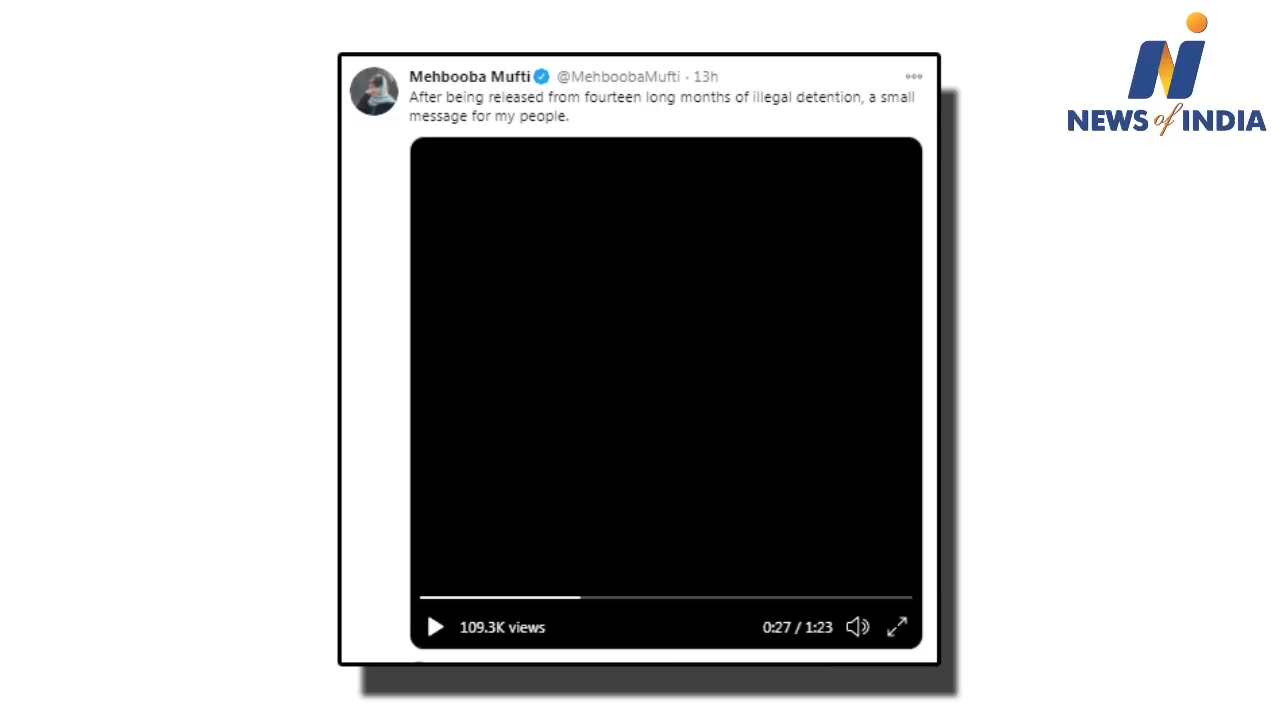 Mehbooba Mufti @MehboobaMufti · 13h
After being released from fourteen long months of illegal detention, a small
message for my people.
109.3K views 0:27 / 1:23
NEWS of INDIA